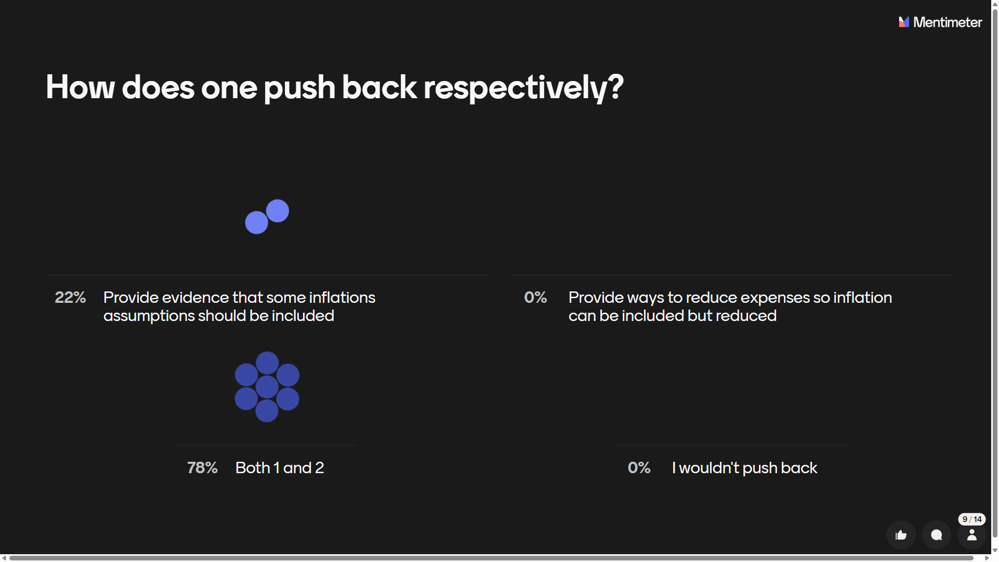 Mentimeter
How does one push back respectively?
22%
Provide evidence that some inflations
assumptions should be included
0%
Provide ways to reduce expenses so inflation
can be included but reduced
78%
Both 1 and 2
0%
I wouldn't push back
9 / 14